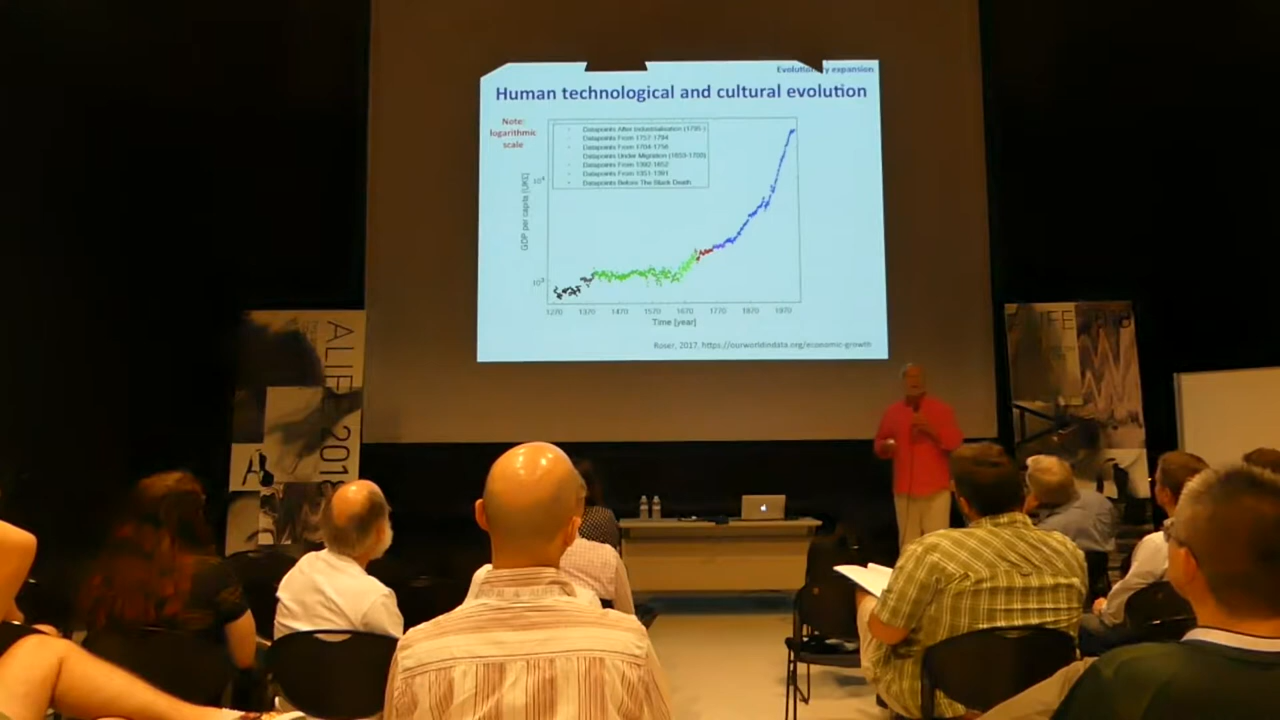 Evolutionary expansion
Human technological and cultural evolution
Note:
logarithmic
scale
Datapoints After Industrialisation (1795-)
Datapoints From 1757-1794
Datapoints From 1704-1756
Datapoints Under Migration (1653-1703)
Datapoints From 1392-1652
Datapoints From 1351-1391
Datapoints Before The Black Death
GDP per capita [UK£]
10⁴
10³
1270 1370 1470 1570 1670 1770 1870 1970
Time [year]
Roser, 2017, https://ourworldindata.org/economic-growth
ALIFE 2018